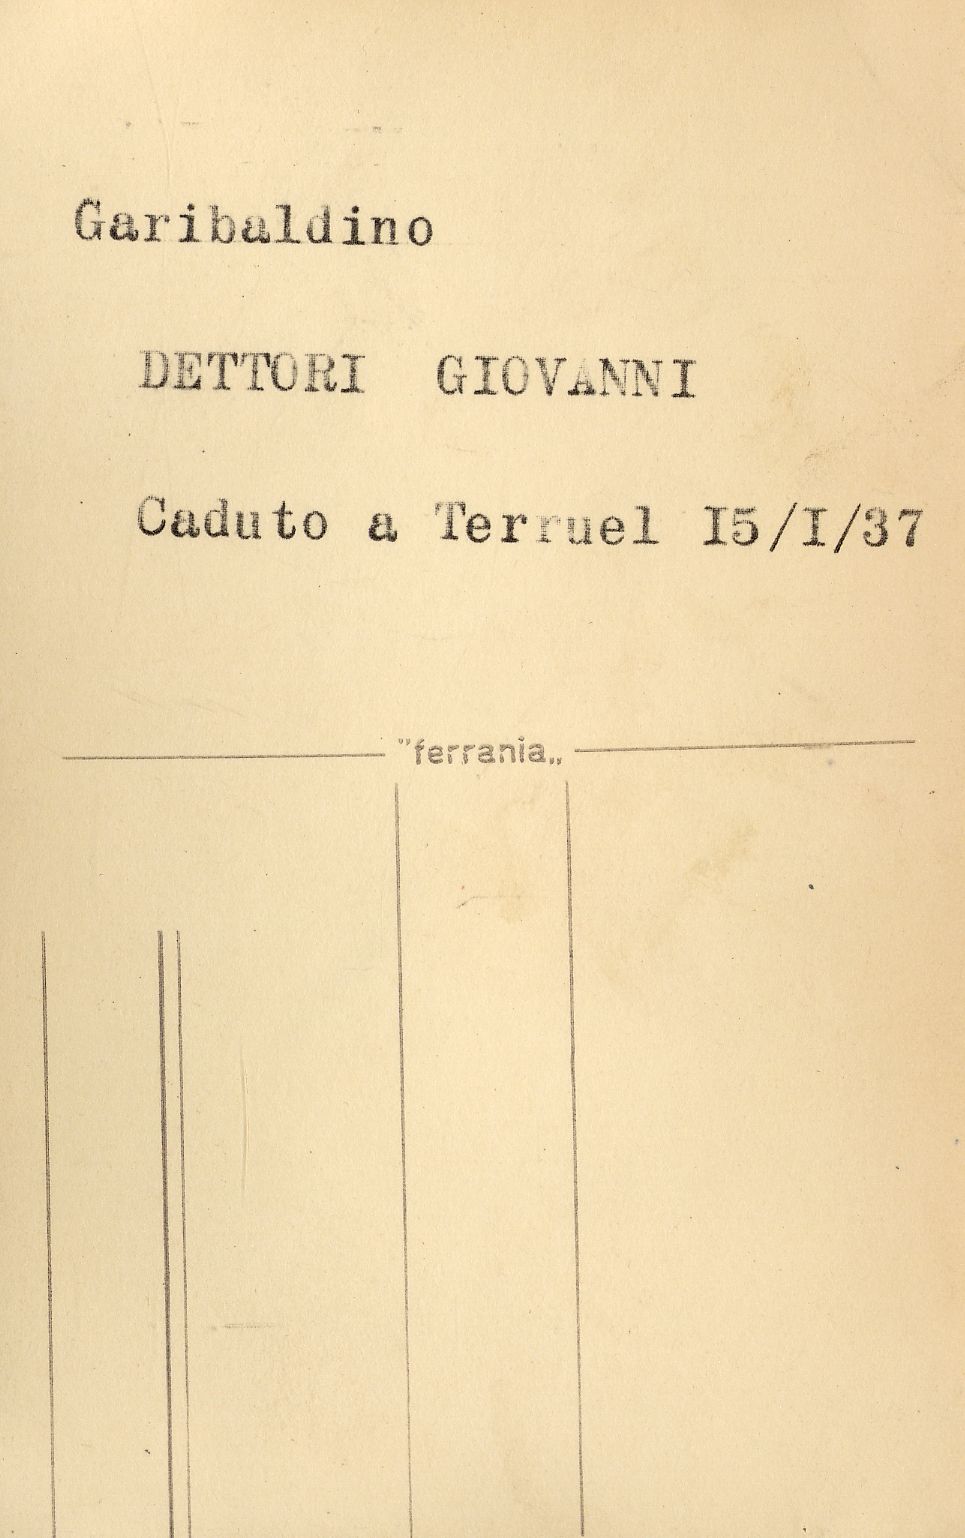 Garibaldino
DETTORI GIOVANNI
Caduto a Terruel I5/I/37
"ferrania„